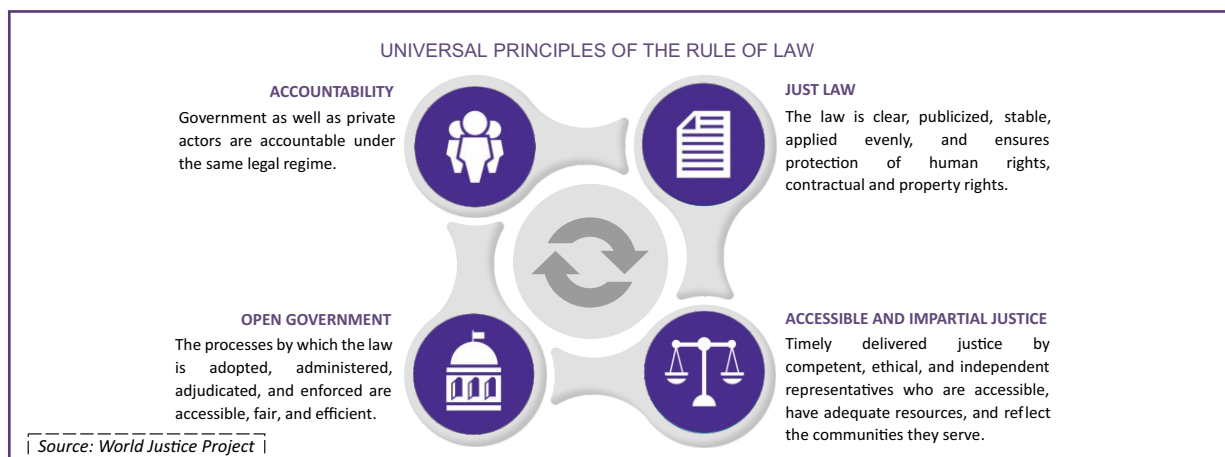 UNIVERSAL PRINCIPLES OF THE RULE OF LAW
ACCOUNTABILITY
Government as well as private
actors are accountable under
the same legal regime.
JUST LAW
The law is clear, publicized, stable,
applied evenly, and ensures
protection of human rights,
contractual and property rights.
OPEN GOVERNMENT
The processes by which the law
is adopted, administered,
adjudicated, and enforced are
accessible, fair, and efficient.
ACCESSIBLE AND IMPARTIAL JUSTICE
Timely delivered justice by
competent, ethical, and independent
representatives who are accessible,
have adequate resources, and reflect
the communities they serve.
Source: World Justice Project